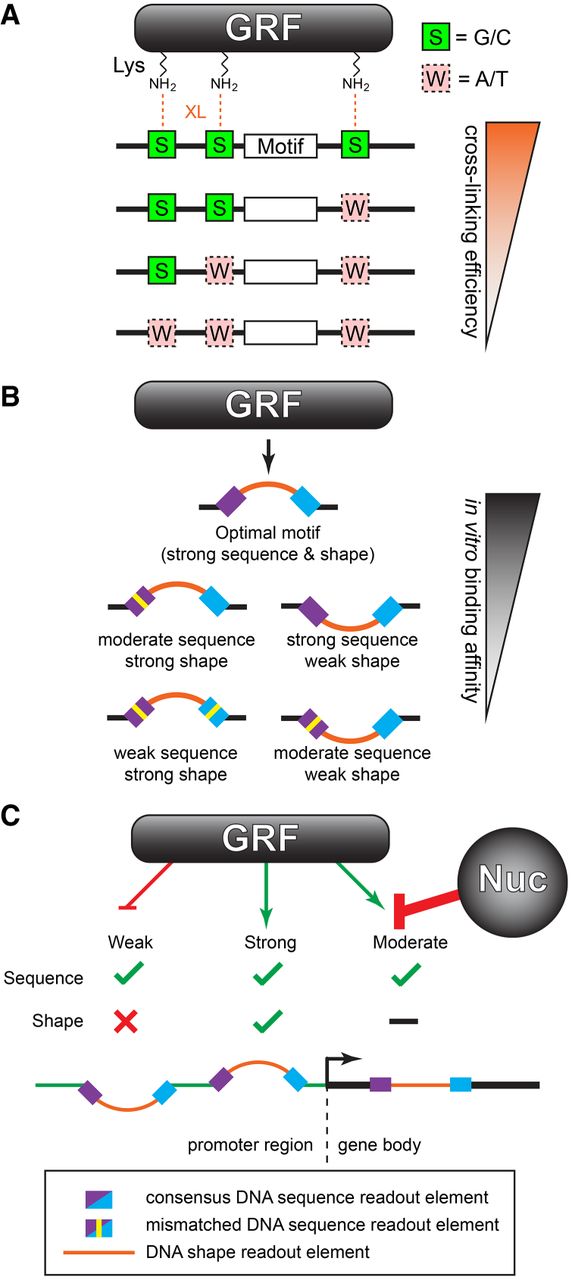 A
GRF
S = G/C
Lys
NH2 NH2 NH2
W = A/T
XL
S S Motif S
S S W
S W W
W W W
cross-linking efficiency
B
GRF
Optimal motif
(strong sequence & shape)
moderate sequence
strong shape
strong sequence
weak shape
weak sequence
strong shape
moderate sequence
weak shape
in vitro binding affinity
C
GRF
Nuc
Weak Strong Moderate
Sequence
Shape
promoter region gene body
consensus DNA sequence readout element
mismatched DNA sequence readout element
DNA shape readout element